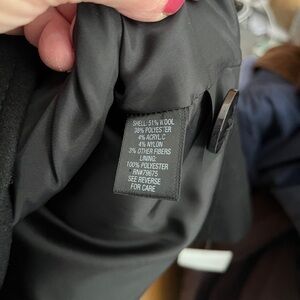 SHELL: 51% WOOL
38% POLYESTER
4% ACRYLIC
4% NYLON
3% OTHER FIBERS
LINING:
100% POLYESTER
RN#79675
SEE REVERSE
FOR CARE